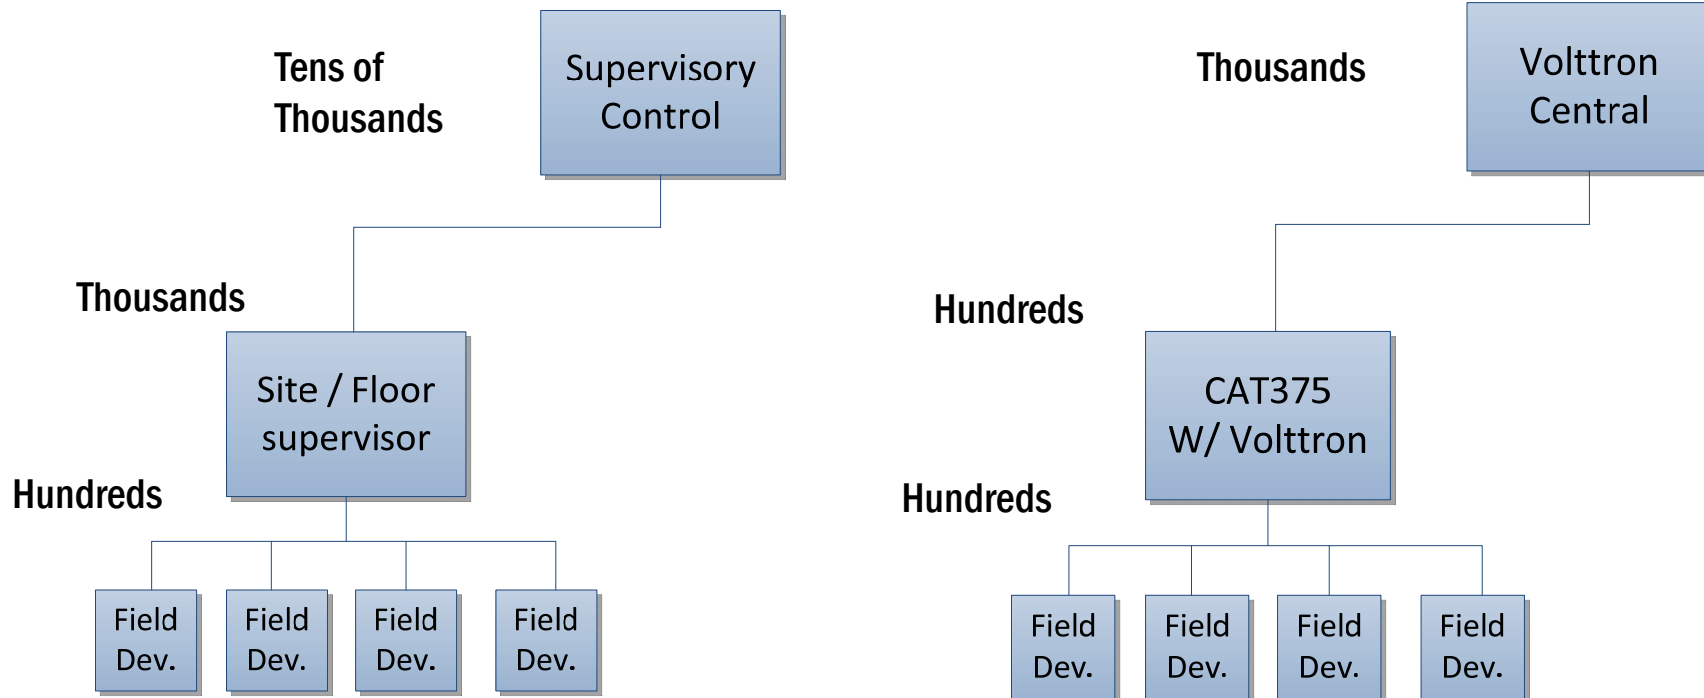 Tens of
Thousands
Supervisory
Control
Thousands
Site / Floor
supervisor
Hundreds
Field
Dev.
Field
Dev.
Field
Dev.
Field
Dev.
Thousands
Volttron
Central
Hundreds
CAT375
W/ Volttron
Hundreds
Field
Dev.
Field
Dev.
Field
Dev.
Field
Dev.